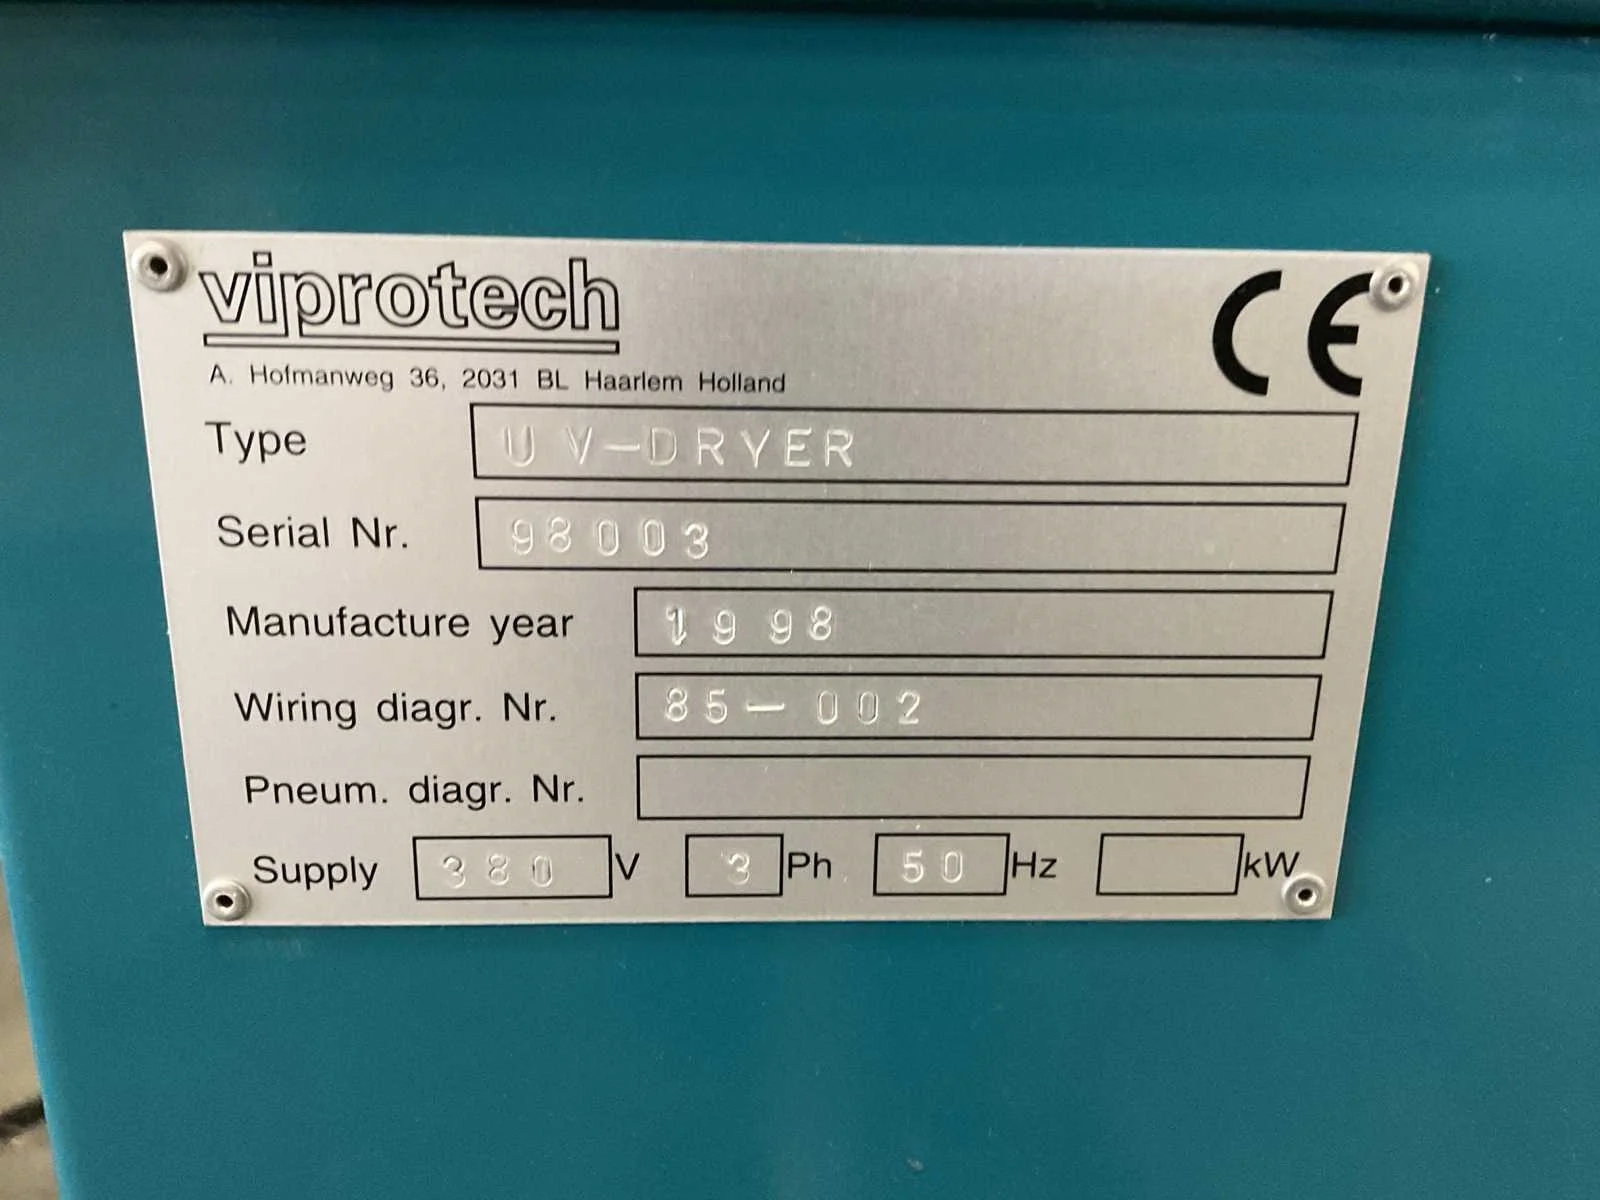 viprotech
CE
A. Hofmanweg 36, 2031 BL Haarlem Holland
Type UV-DRYER
Serial Nr. 98003
Manufacture year 1998
Wiring diagr. Nr. 85-002
Pneum. diagr. Nr.
Supply 380 V 3 Ph 50 Hz kW